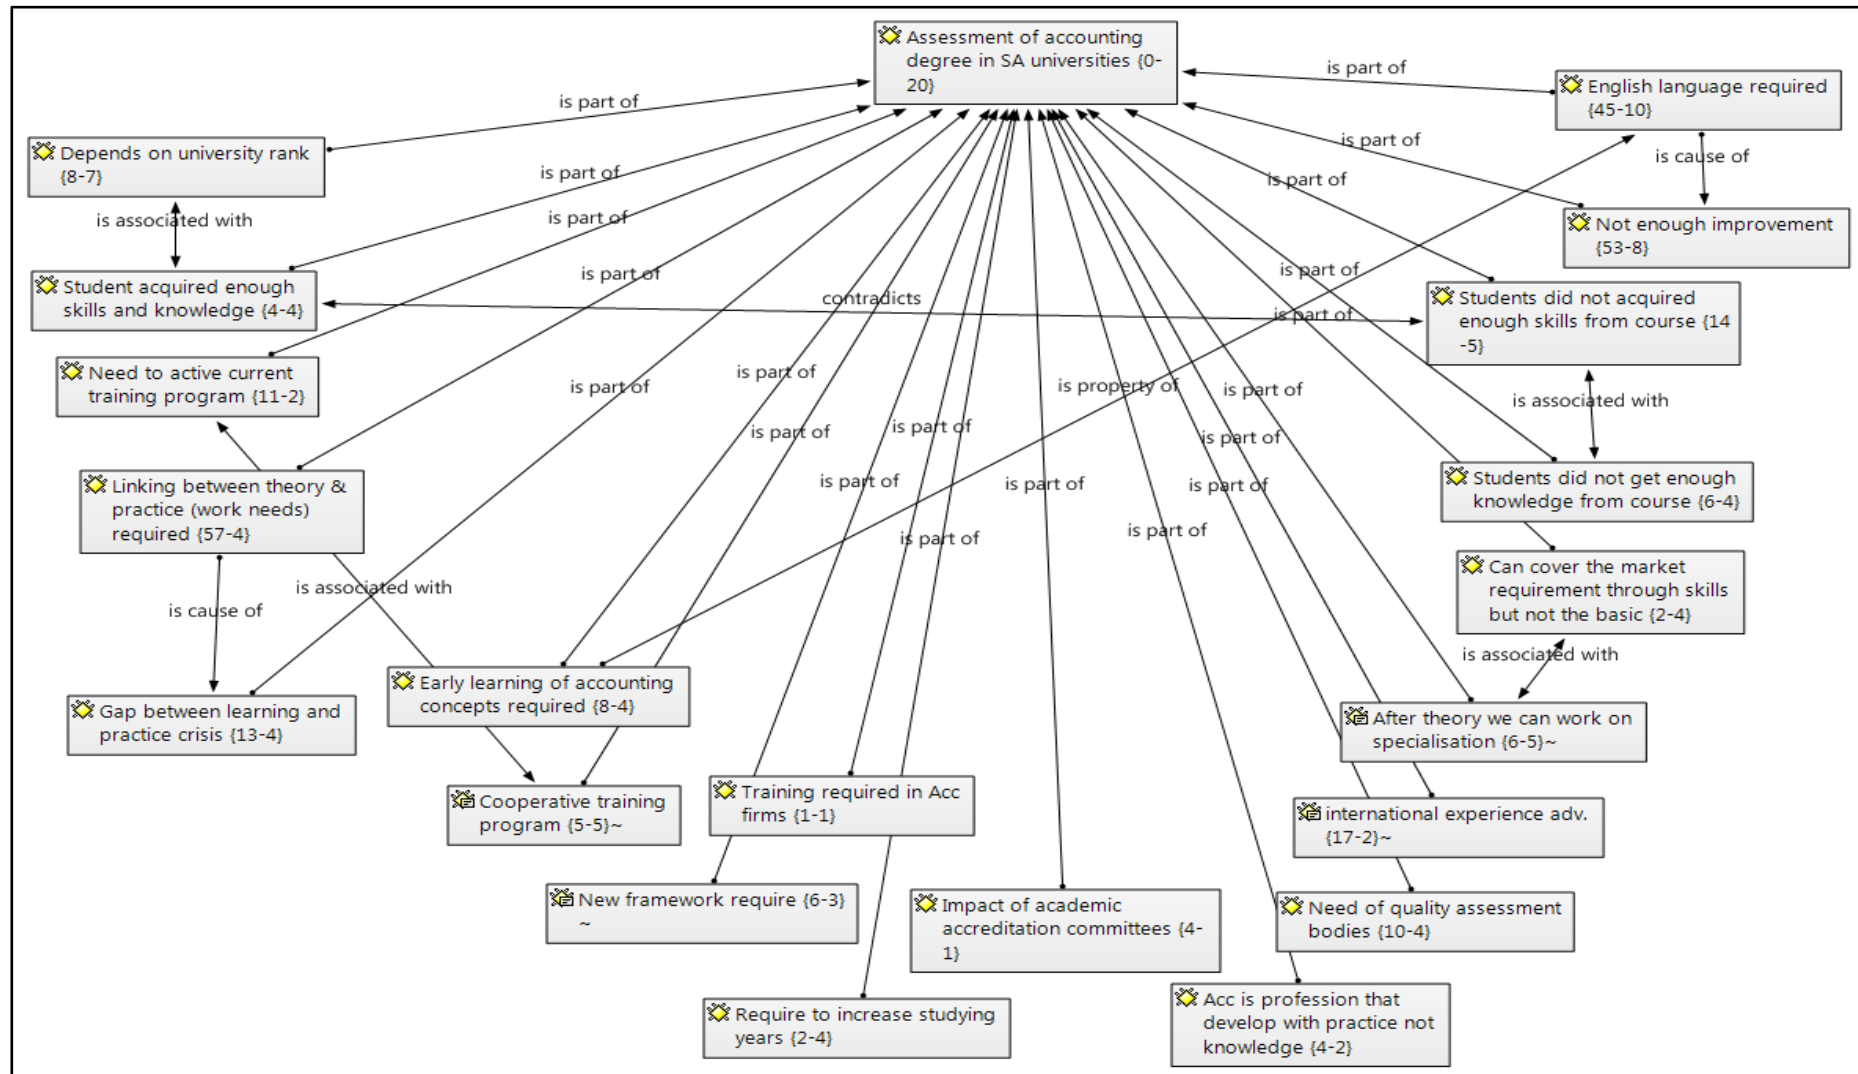 Assessment of accounting
degree in SA universities {0-
20}
is part of
English language required
{45-10}
is part of
is part of
is cause of
Depends on university rank
{8-7}
is part of
is part of
is associated with
is part of
Not enough improvement
{53-8}
Student acquired enough
skills and knowledge {4-4}
is part of
is part of
contradicts
is part of
Students did not acquired
enough skills from course {14
-5}
Need to active current
training program {11-2}
is part of
is part of
is property of
is part of
is associated with
is part of
is part of
is part of
Linking between theory &
practice (work needs)
required {57-4}
is part of
is part of
is part of
Students did not get enough
knowledge from course {6-4}
is part of
is part of
Can cover the market
requirement through skills
but not the basic {2-4}
is associated with
is cause of
is associated with
Early learning of accounting
concepts required {8-4}
Gap between learning and
practice crisis {13-4}
After theory we can work on
specialisation {6-5}~
Cooperative training
program {5-5}~
Training required in Acc
firms {1-1}
international experience adv.
{17-2}~
New framework require {6-3}
~
Impact of academic
accreditation committees {4-
1}
Need of quality assessment
bodies {10-4}
Require to increase studying
years {2-4}
Acc is profession that
develop with practice not
knowledge {4-2}